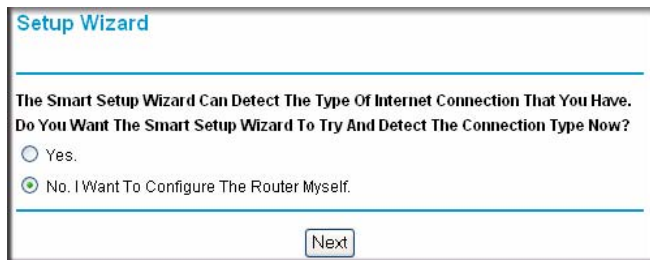 Setup Wizard
The Smart Setup Wizard Can Detect The Type Of Internet Connection That You Have.
Do You Want The Smart Setup Wizard To Try And Detect The Connection Type Now?
Yes.
No. I Want To Configure The Router Myself.
Next